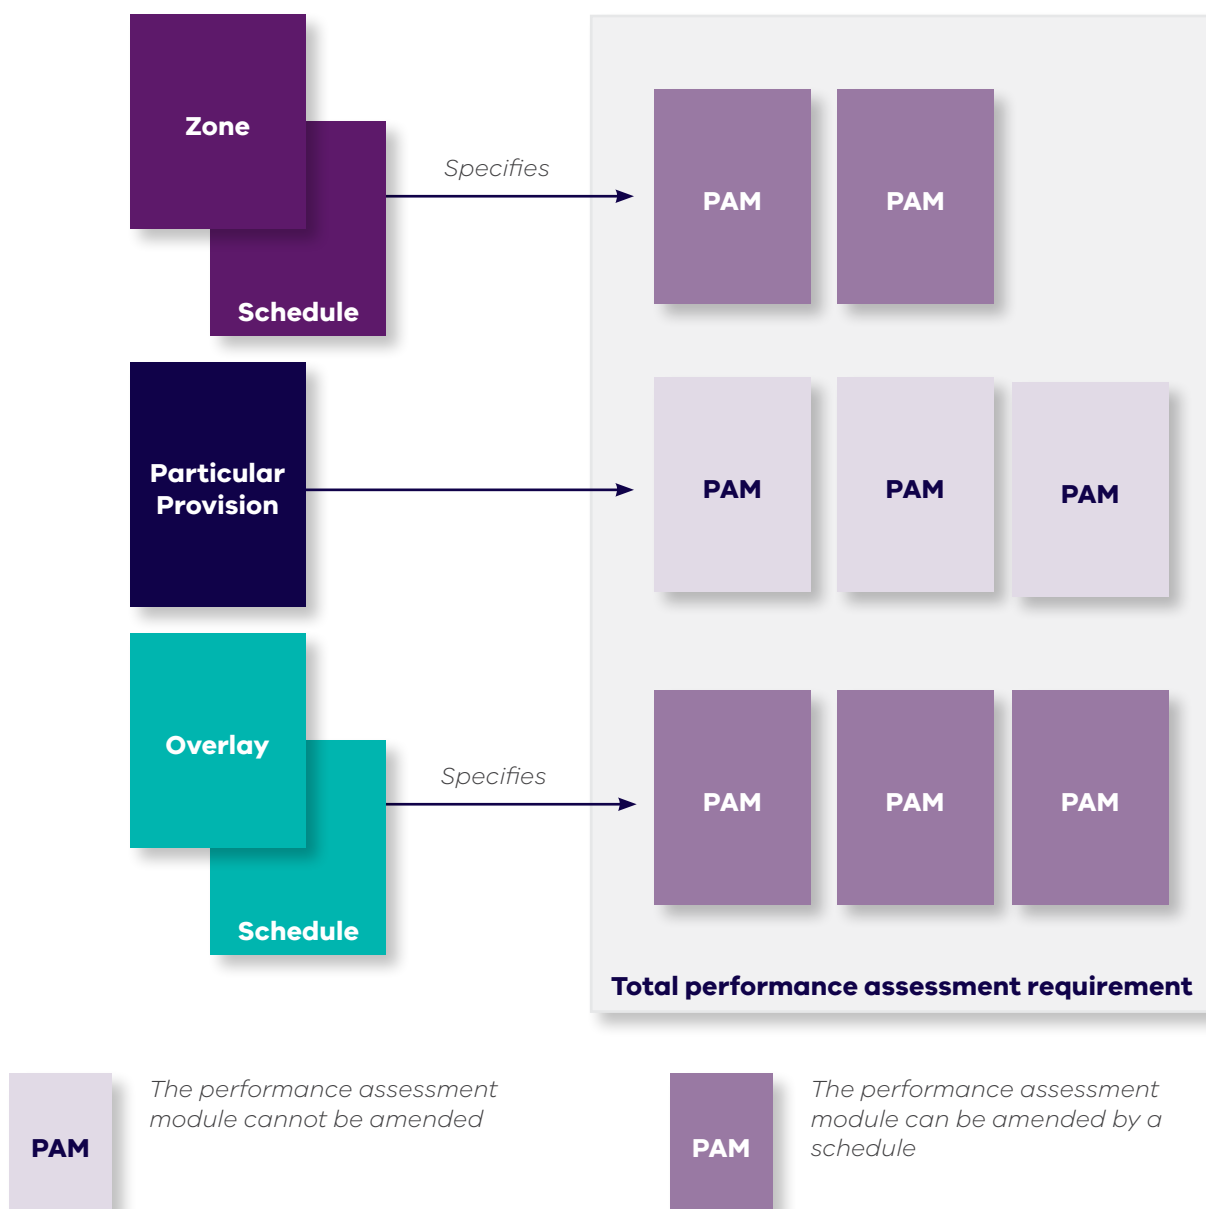 Zone
Schedule
Specifies
PAM
PAM
Particular
Provision
PAM
PAM
PAM
Overlay
Schedule
Specifies
PAM
PAM
PAM
Total performance assessment requirement
PAM
The performance assessment
module cannot be amended
PAM
The performance assessment
module can be amended by a
schedule